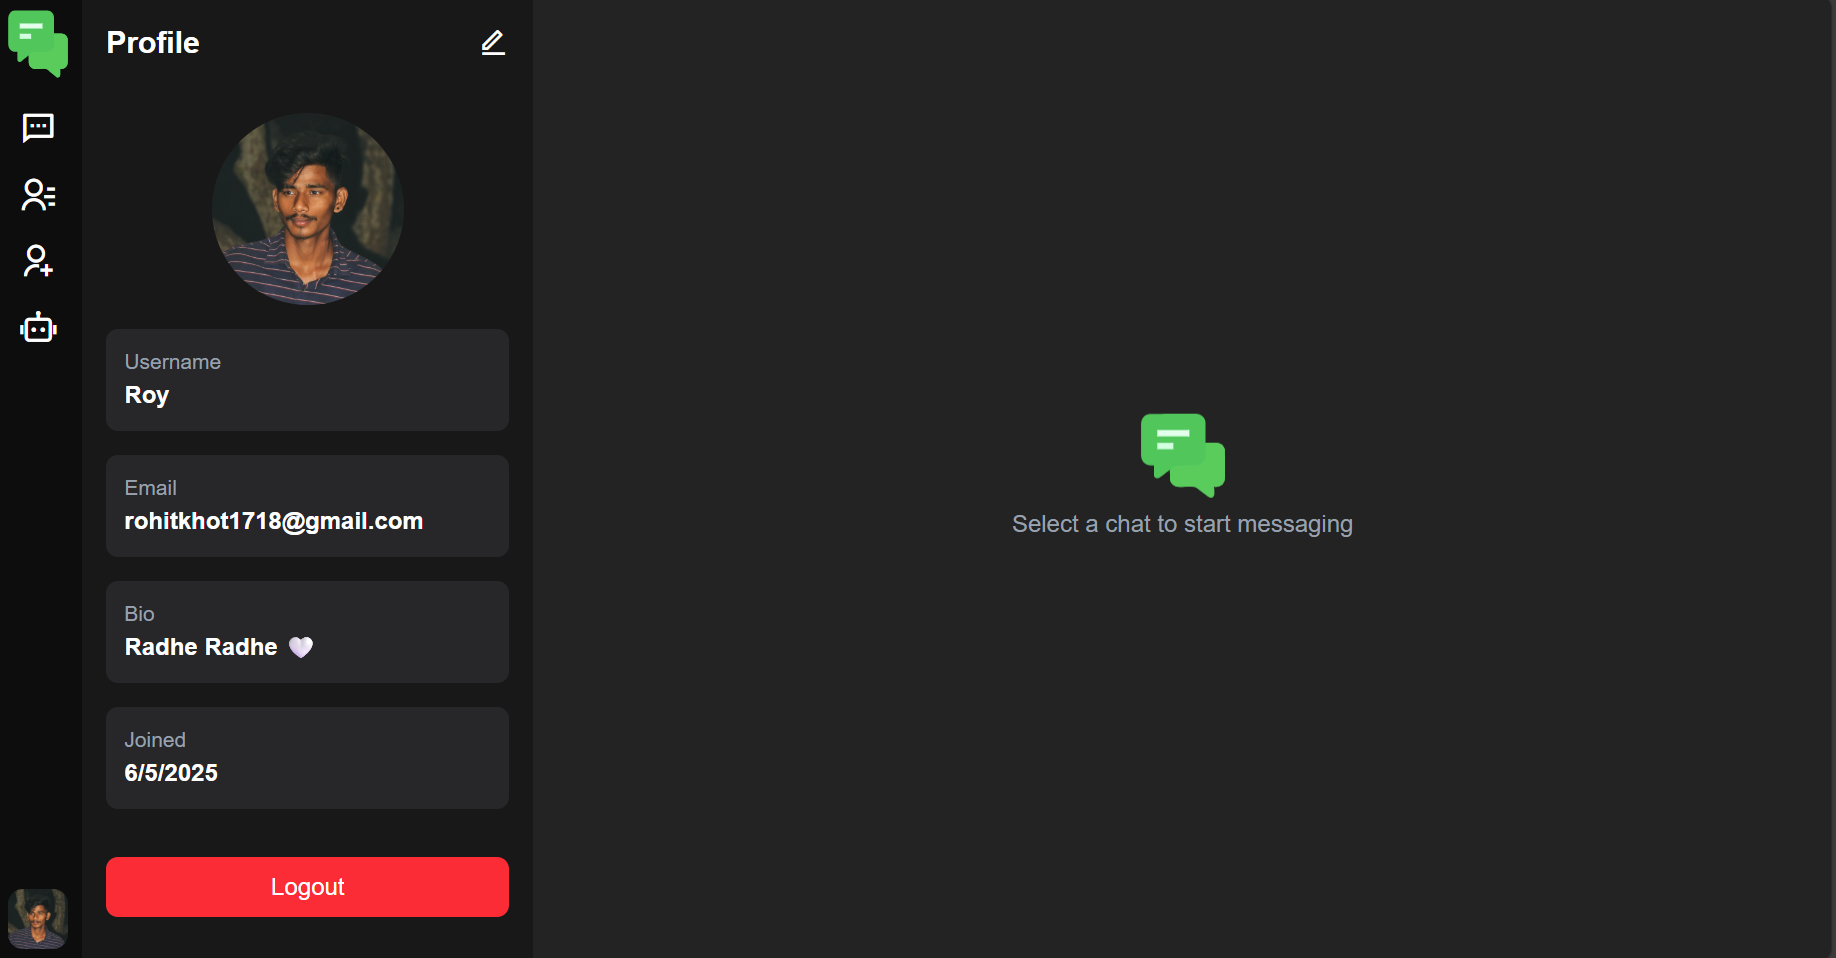 Profile
Username
Roy
Email
rohitkhot1718@gmail.com
Bio
Radhe Radhe 🤍
Joined
6/5/2025
Logout
Select a chat to start messaging